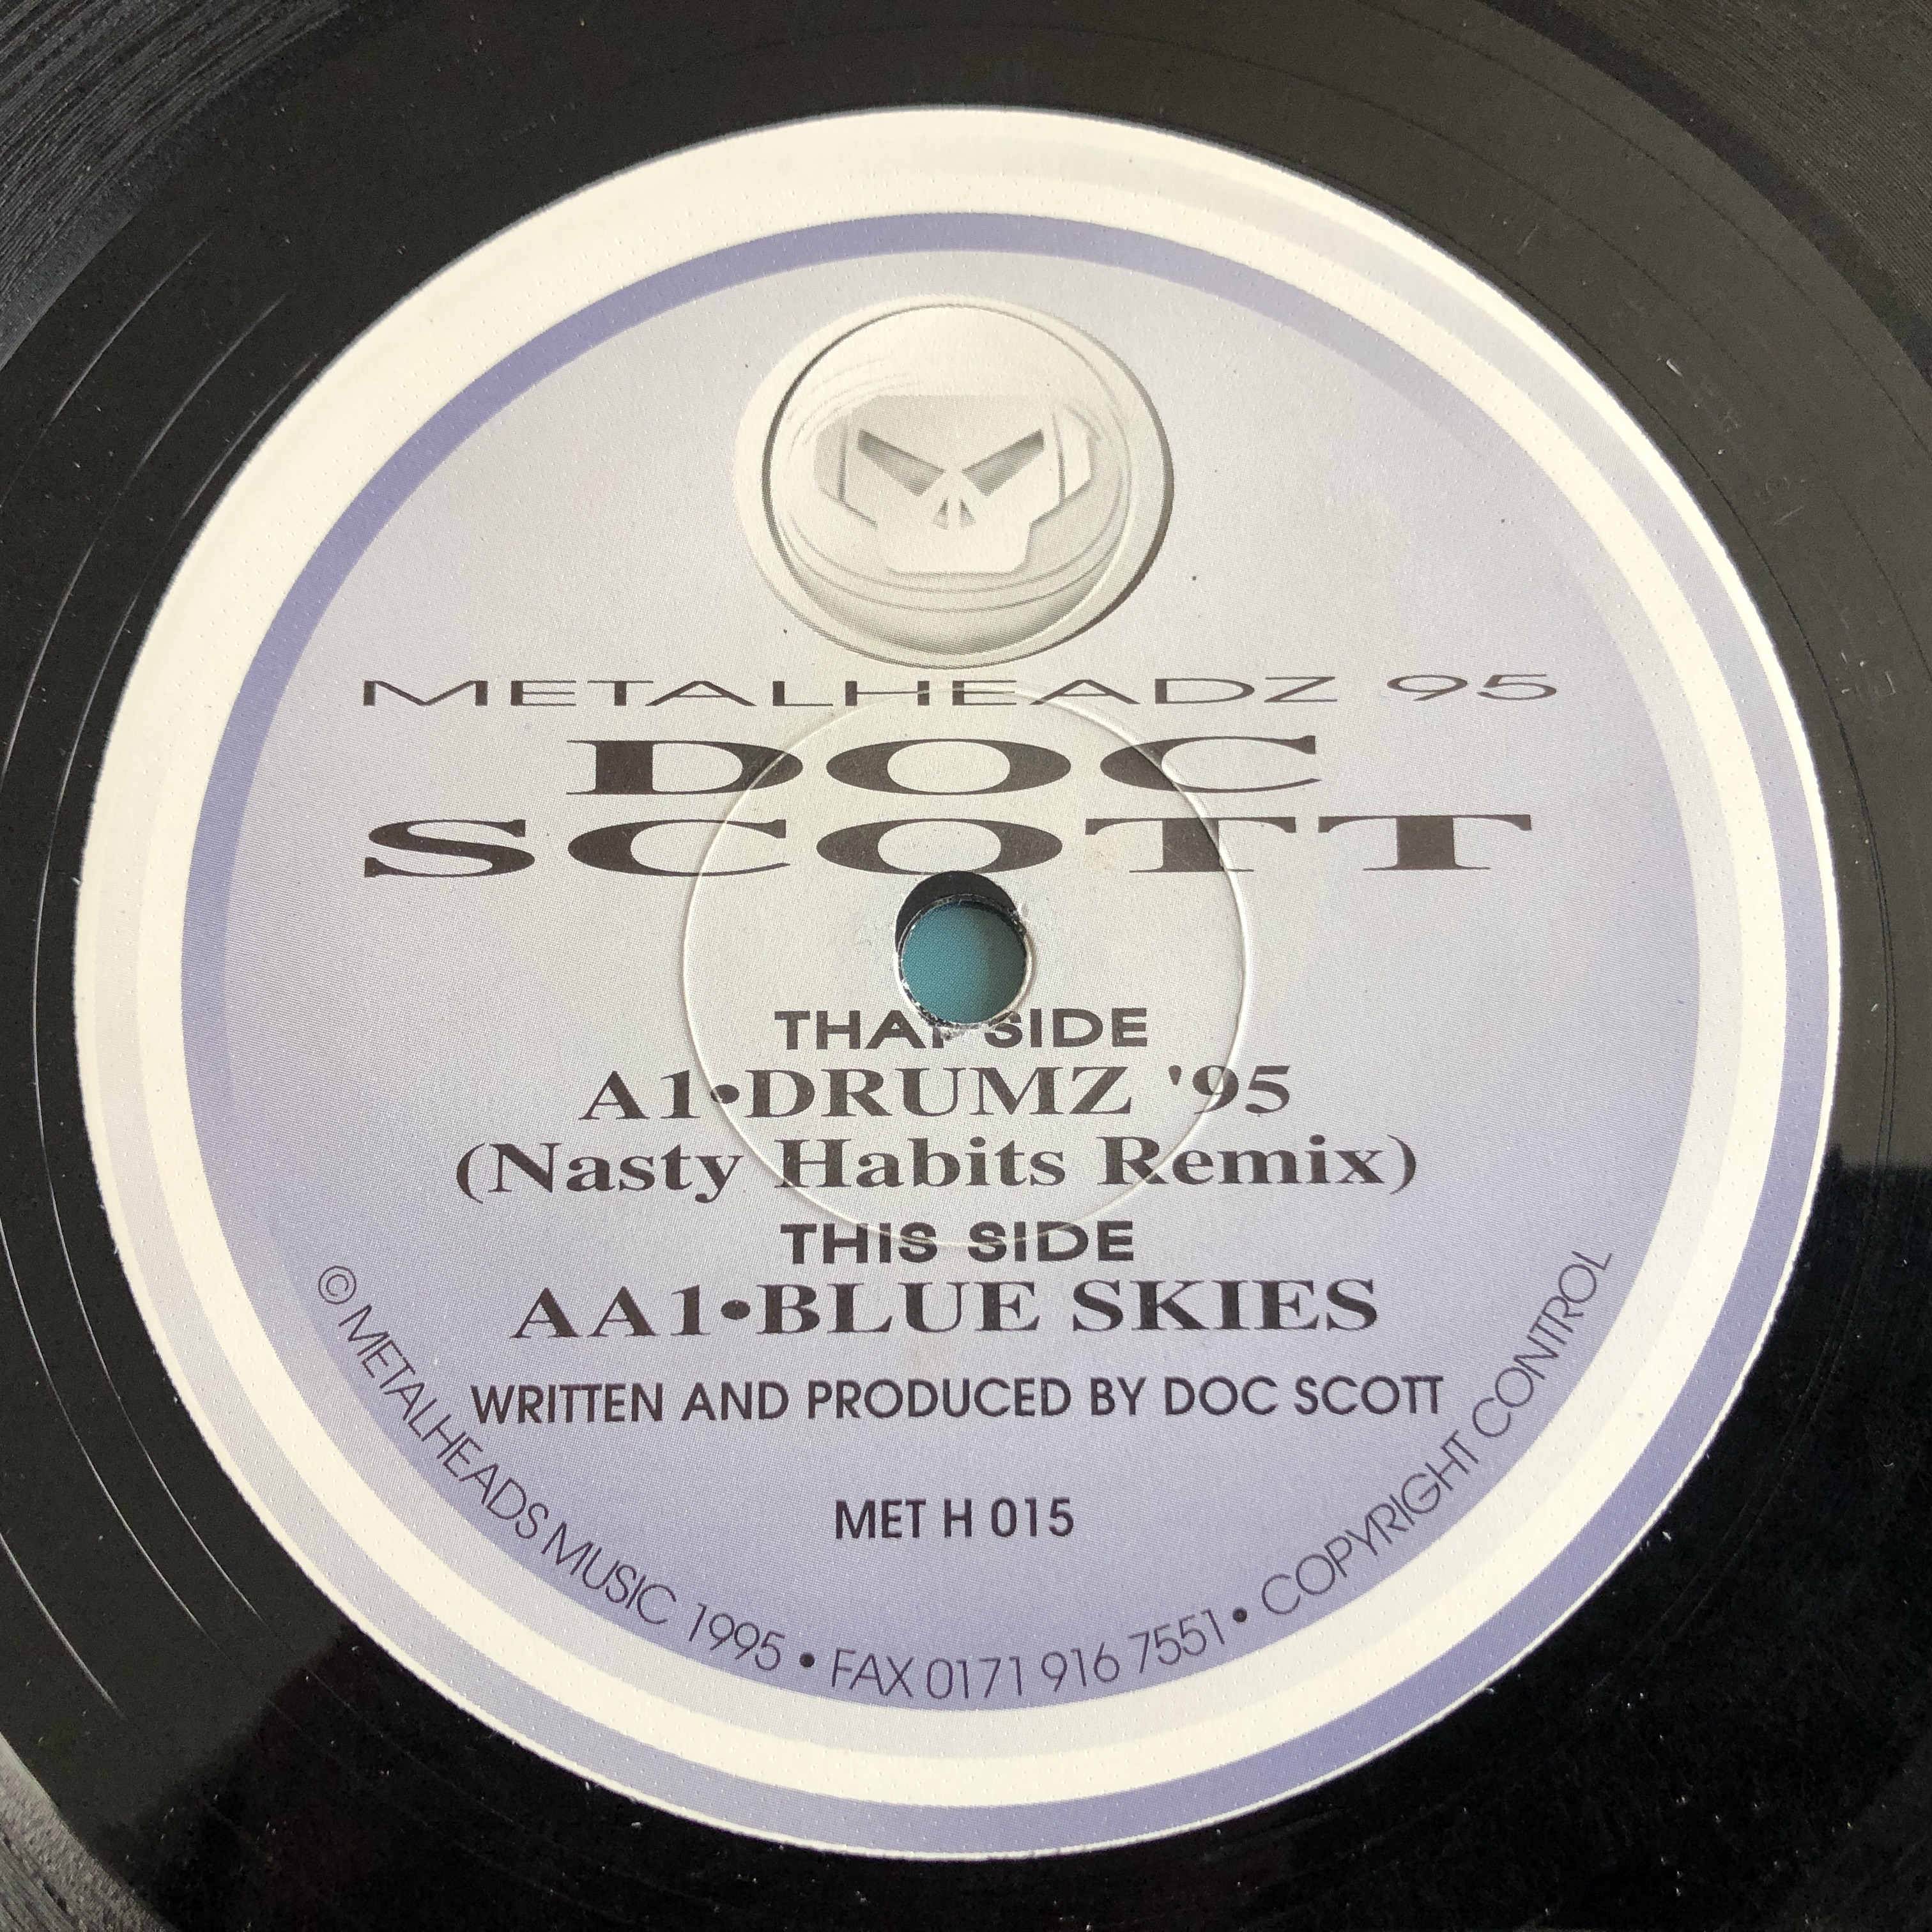 METALHEADZ 95
DOC
SCOTT
THAT SIDE
A1•DRUMZ '95
(Nasty Habits Remix)
THIS SIDE
AA1•BLUE SKIES
WRITTEN AND PRODUCED BY DOC SCOTT
MET H 015
© METALHEADS MUSIC 1995 • FAX 0171 916 7551 • COPYRIGHT CONTROL